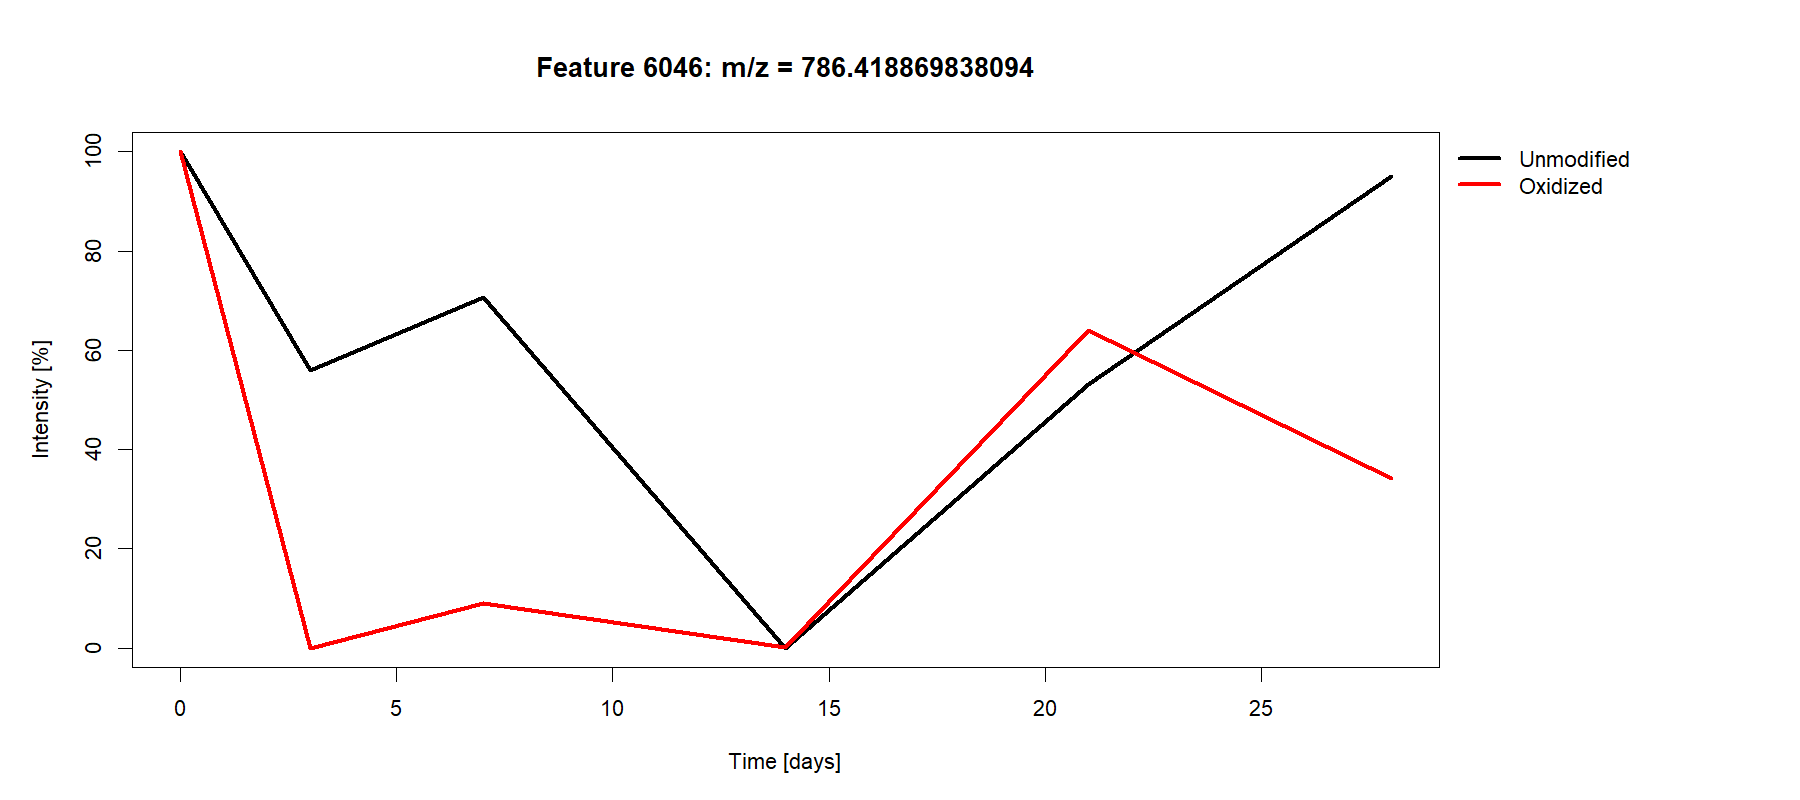 Feature 6046: m/z = 786.418869838094
Unmodified
Oxidized
Intensity [%]
100
80
60
40
20
0
0 5 10 15 20 25
Time [days]